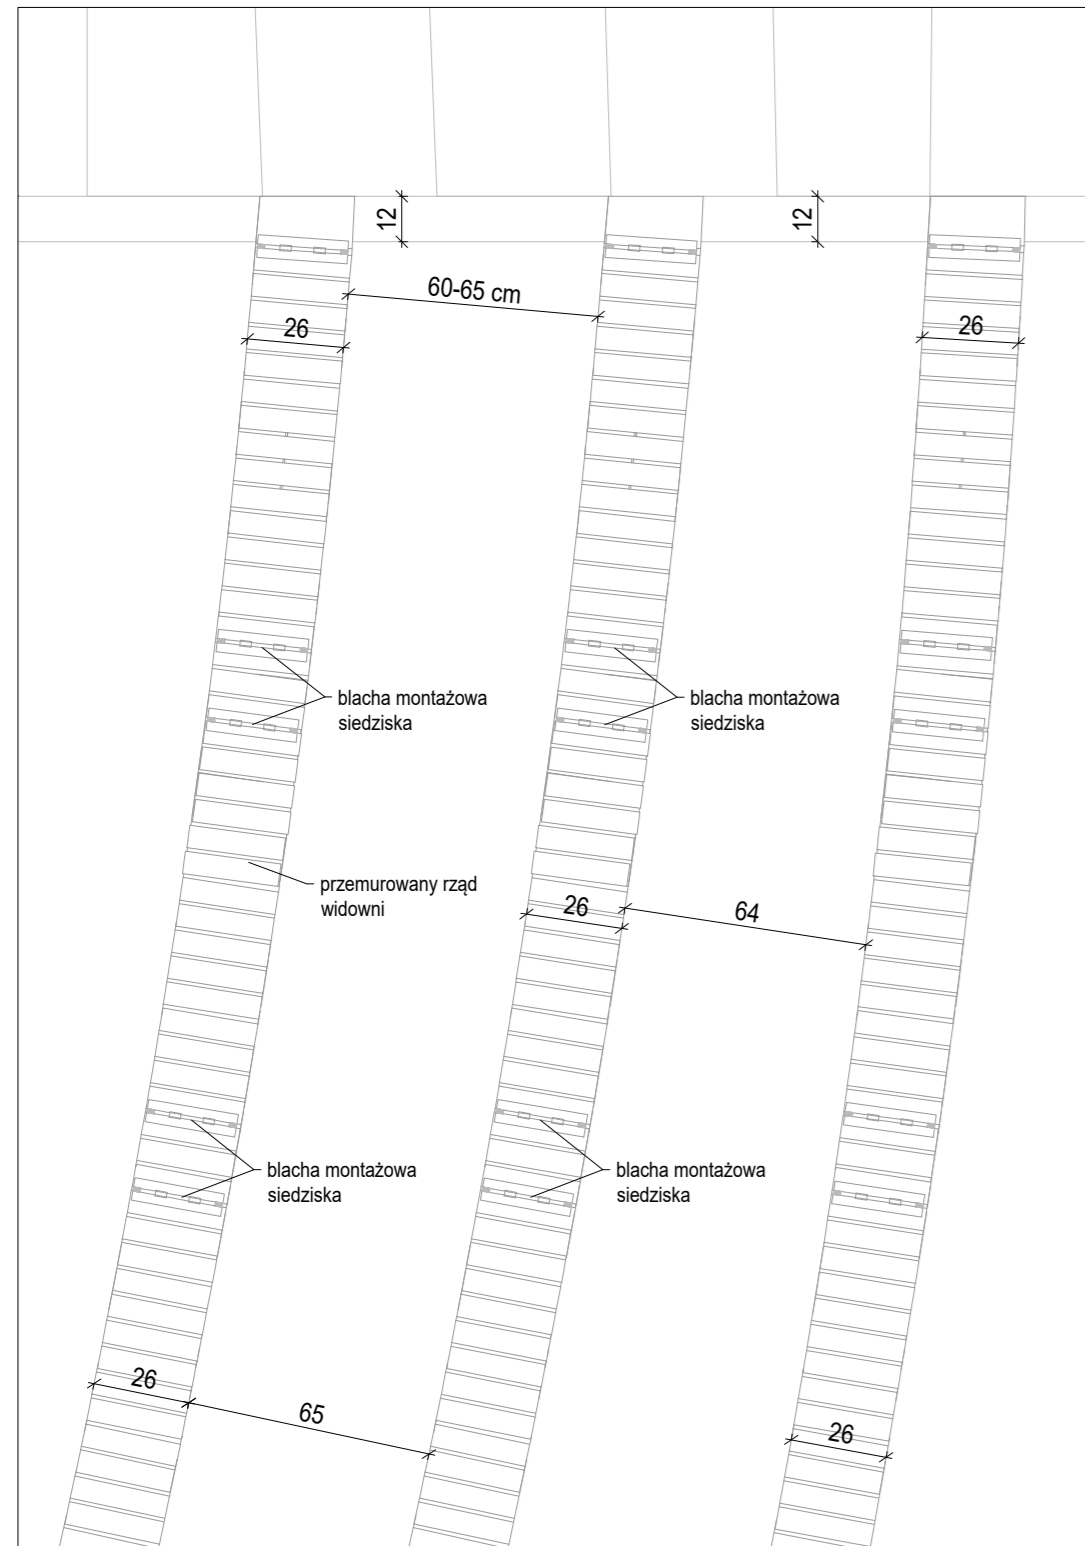 12
12
60-65 cm
26
26
blacha montażowa
siedziska
blacha montażowa
siedziska
przemurowany rząd
widowni
26
64
blacha montażowa
siedziska
blacha montażowa
siedziska
26
65
26